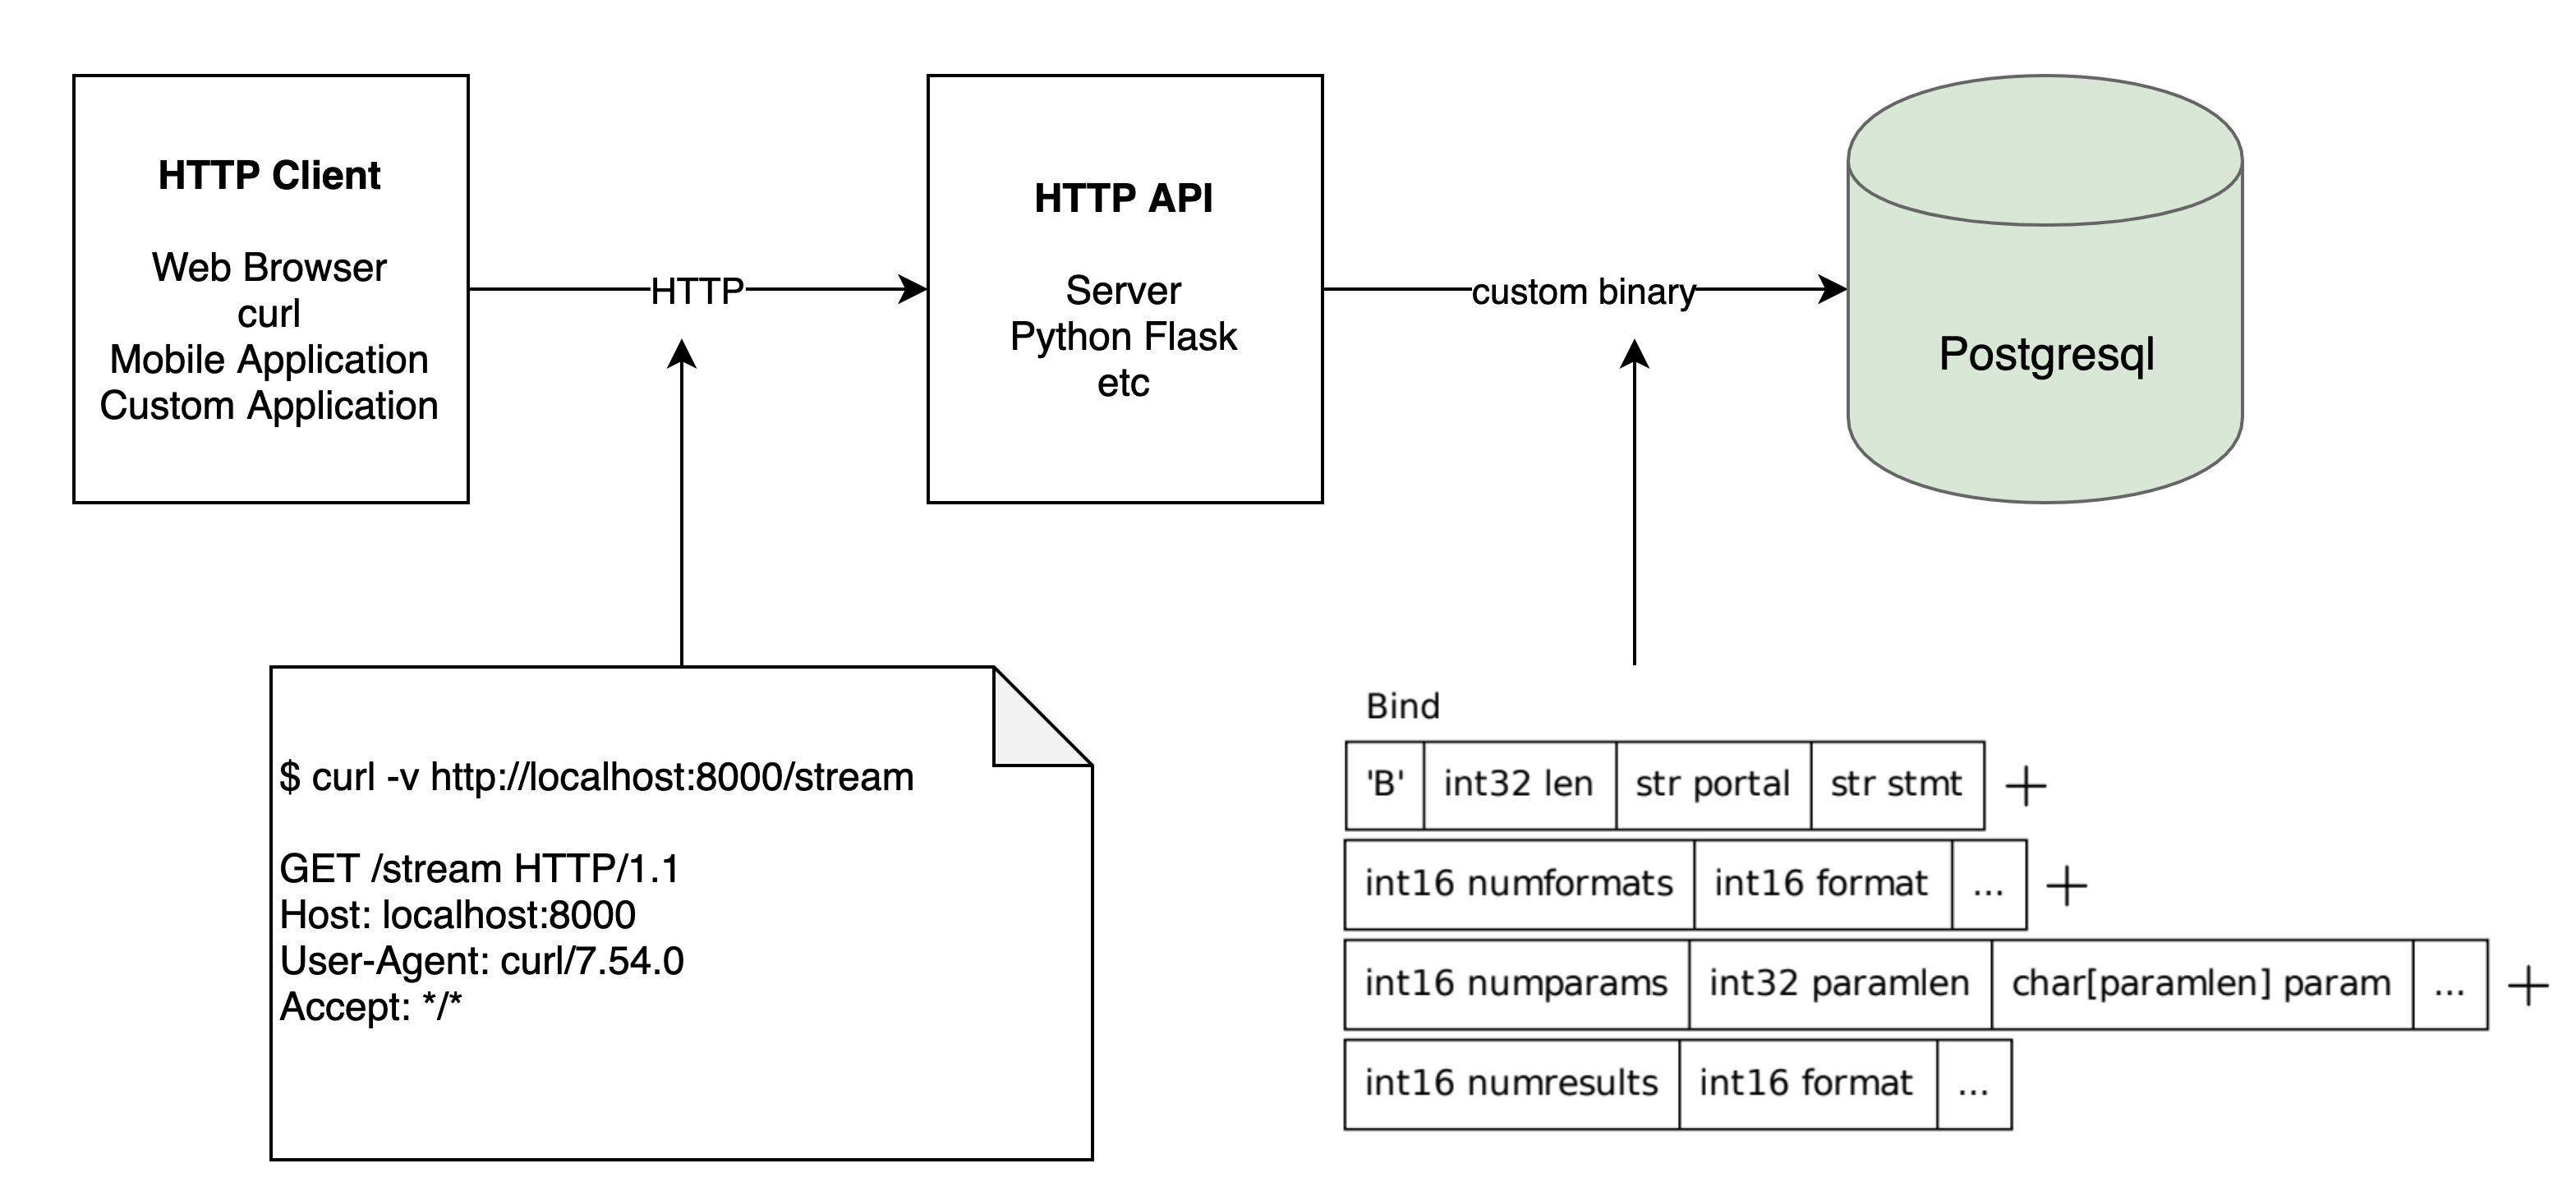 HTTP Client
Web Browser
curl
Mobile Application
Custom Application
HTTP
HTTP API
Server
Python Flask
etc
custom binary
Postgresql
$ curl -v http://localhost:8000/stream
GET /stream HTTP/1.1
Host: localhost:8000
User-Agent: curl/7.54.0
Accept: */*
Bind
'B' int32 len str portal str stmt +
int16 numformats int16 format ... +
int16 numparams int32 paramlen char[paramlen] param ... +
int16 numresults int16 format ...